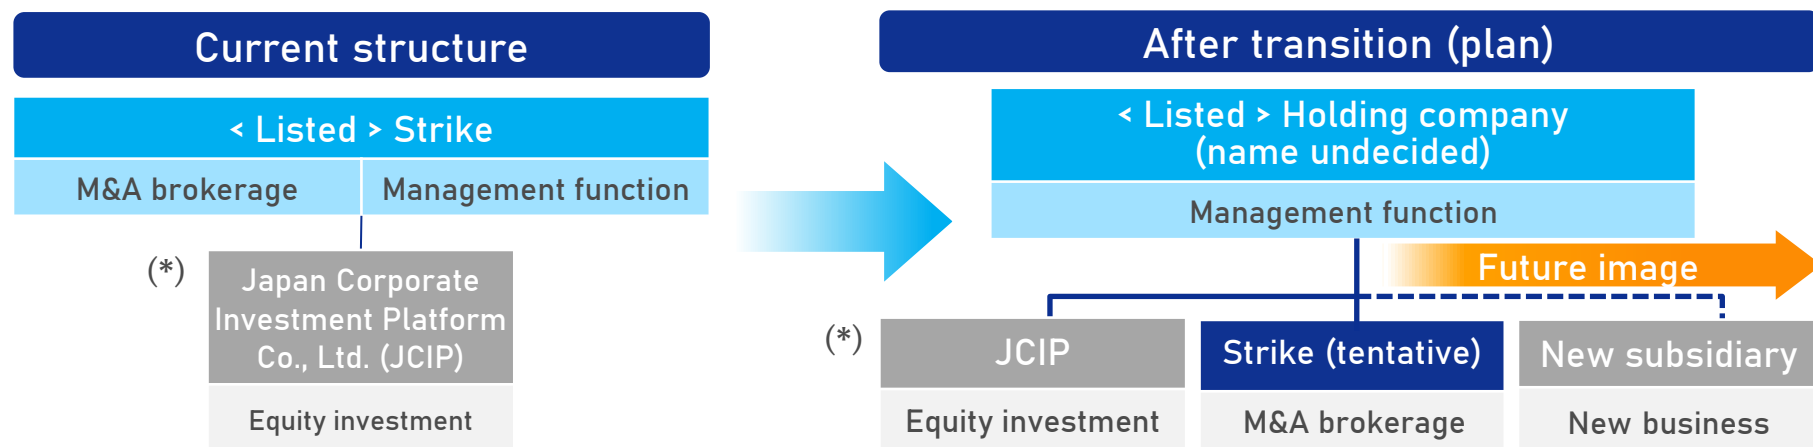 Current structure
< Listed > Strike
M&A brokerage
Management function
(*)
Japan Corporate
Investment Platform
Co., Ltd. (JCIP)
Equity investment
After transition (plan)
< Listed > Holding company
(name undecided)
Management function
Future image
(*)
JCIP
Strike (tentative)
New subsidiary
Equity investment
M&A brokerage
New business